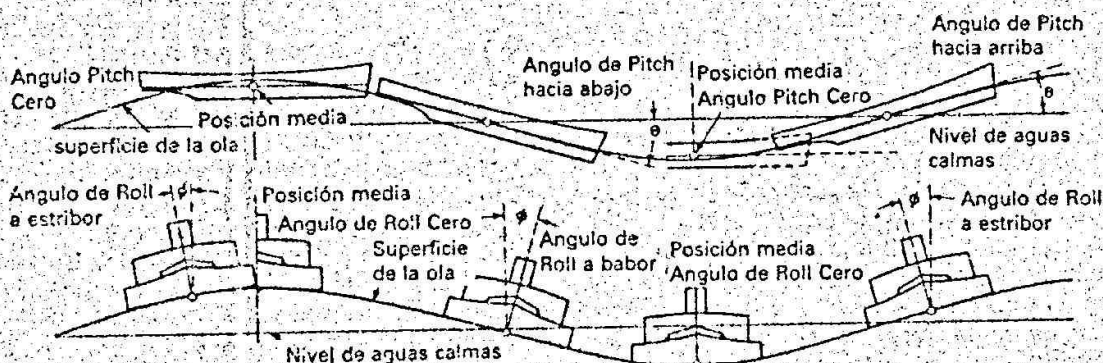 Angulo Pitch
Cero
superficie de la ola
Posición media
Angulo de Pitch
hacia abajo
θ
Posición media
Angulo Pitch Cero
Angulo de Pitch
hacia arriba
θ
Nivel de aguas
calmas
Angulo de Roll
a estribor
ϕ
Posición media
Angulo de Roll Cero
Superficie
de la ola
ϕ
Angulo de
Roll a babor
Posición media
Angulo de Roll Cero
ϕ
Angulo de Roll
a estribor
Nivel de aguas calmas